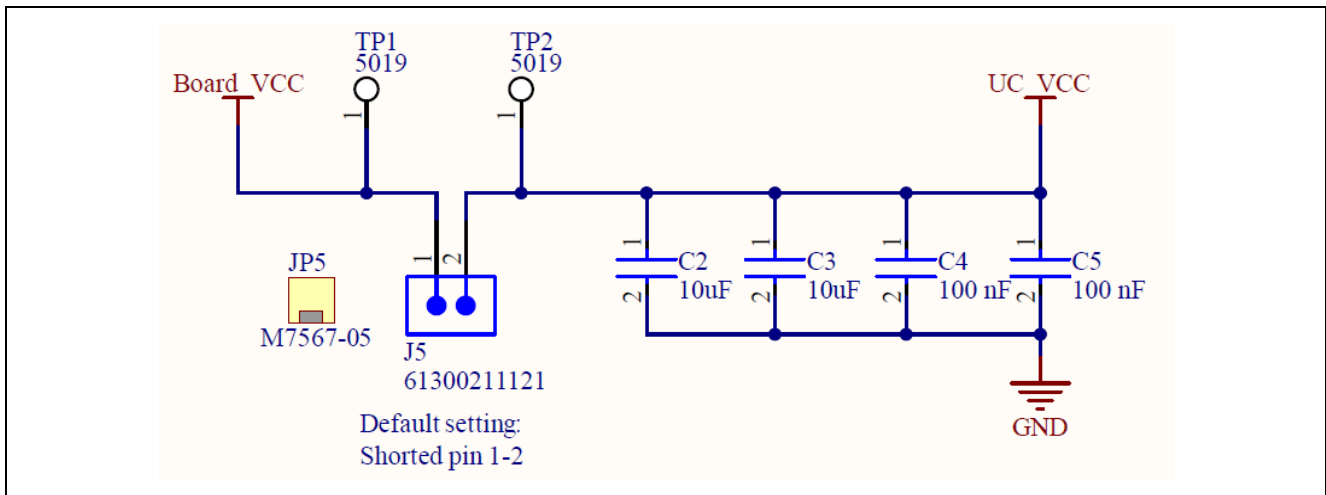 TP1
5019
TP2
5019
Board_VCC
UC_VCC
1
1
1
2
JP5
M7567-05
J5
61300211121
1
2
C2
10uF
1
2
C3
10uF
1
2
C4
100 nF
1
2
C5
100 nF
GND
Default setting:
Shorted pin 1-2